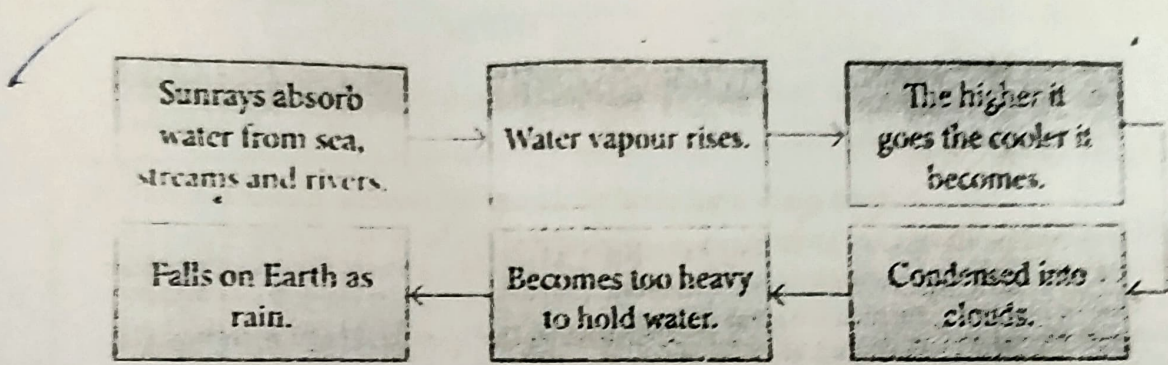 Sunrays absorb
water from sea,
streams and rivers.
Water vapour rises.
The higher it
goes the cooler it
becomes.
Condensed into
clouds.
Becomes too heavy
to hold water.
Falls on Earth as
rain.